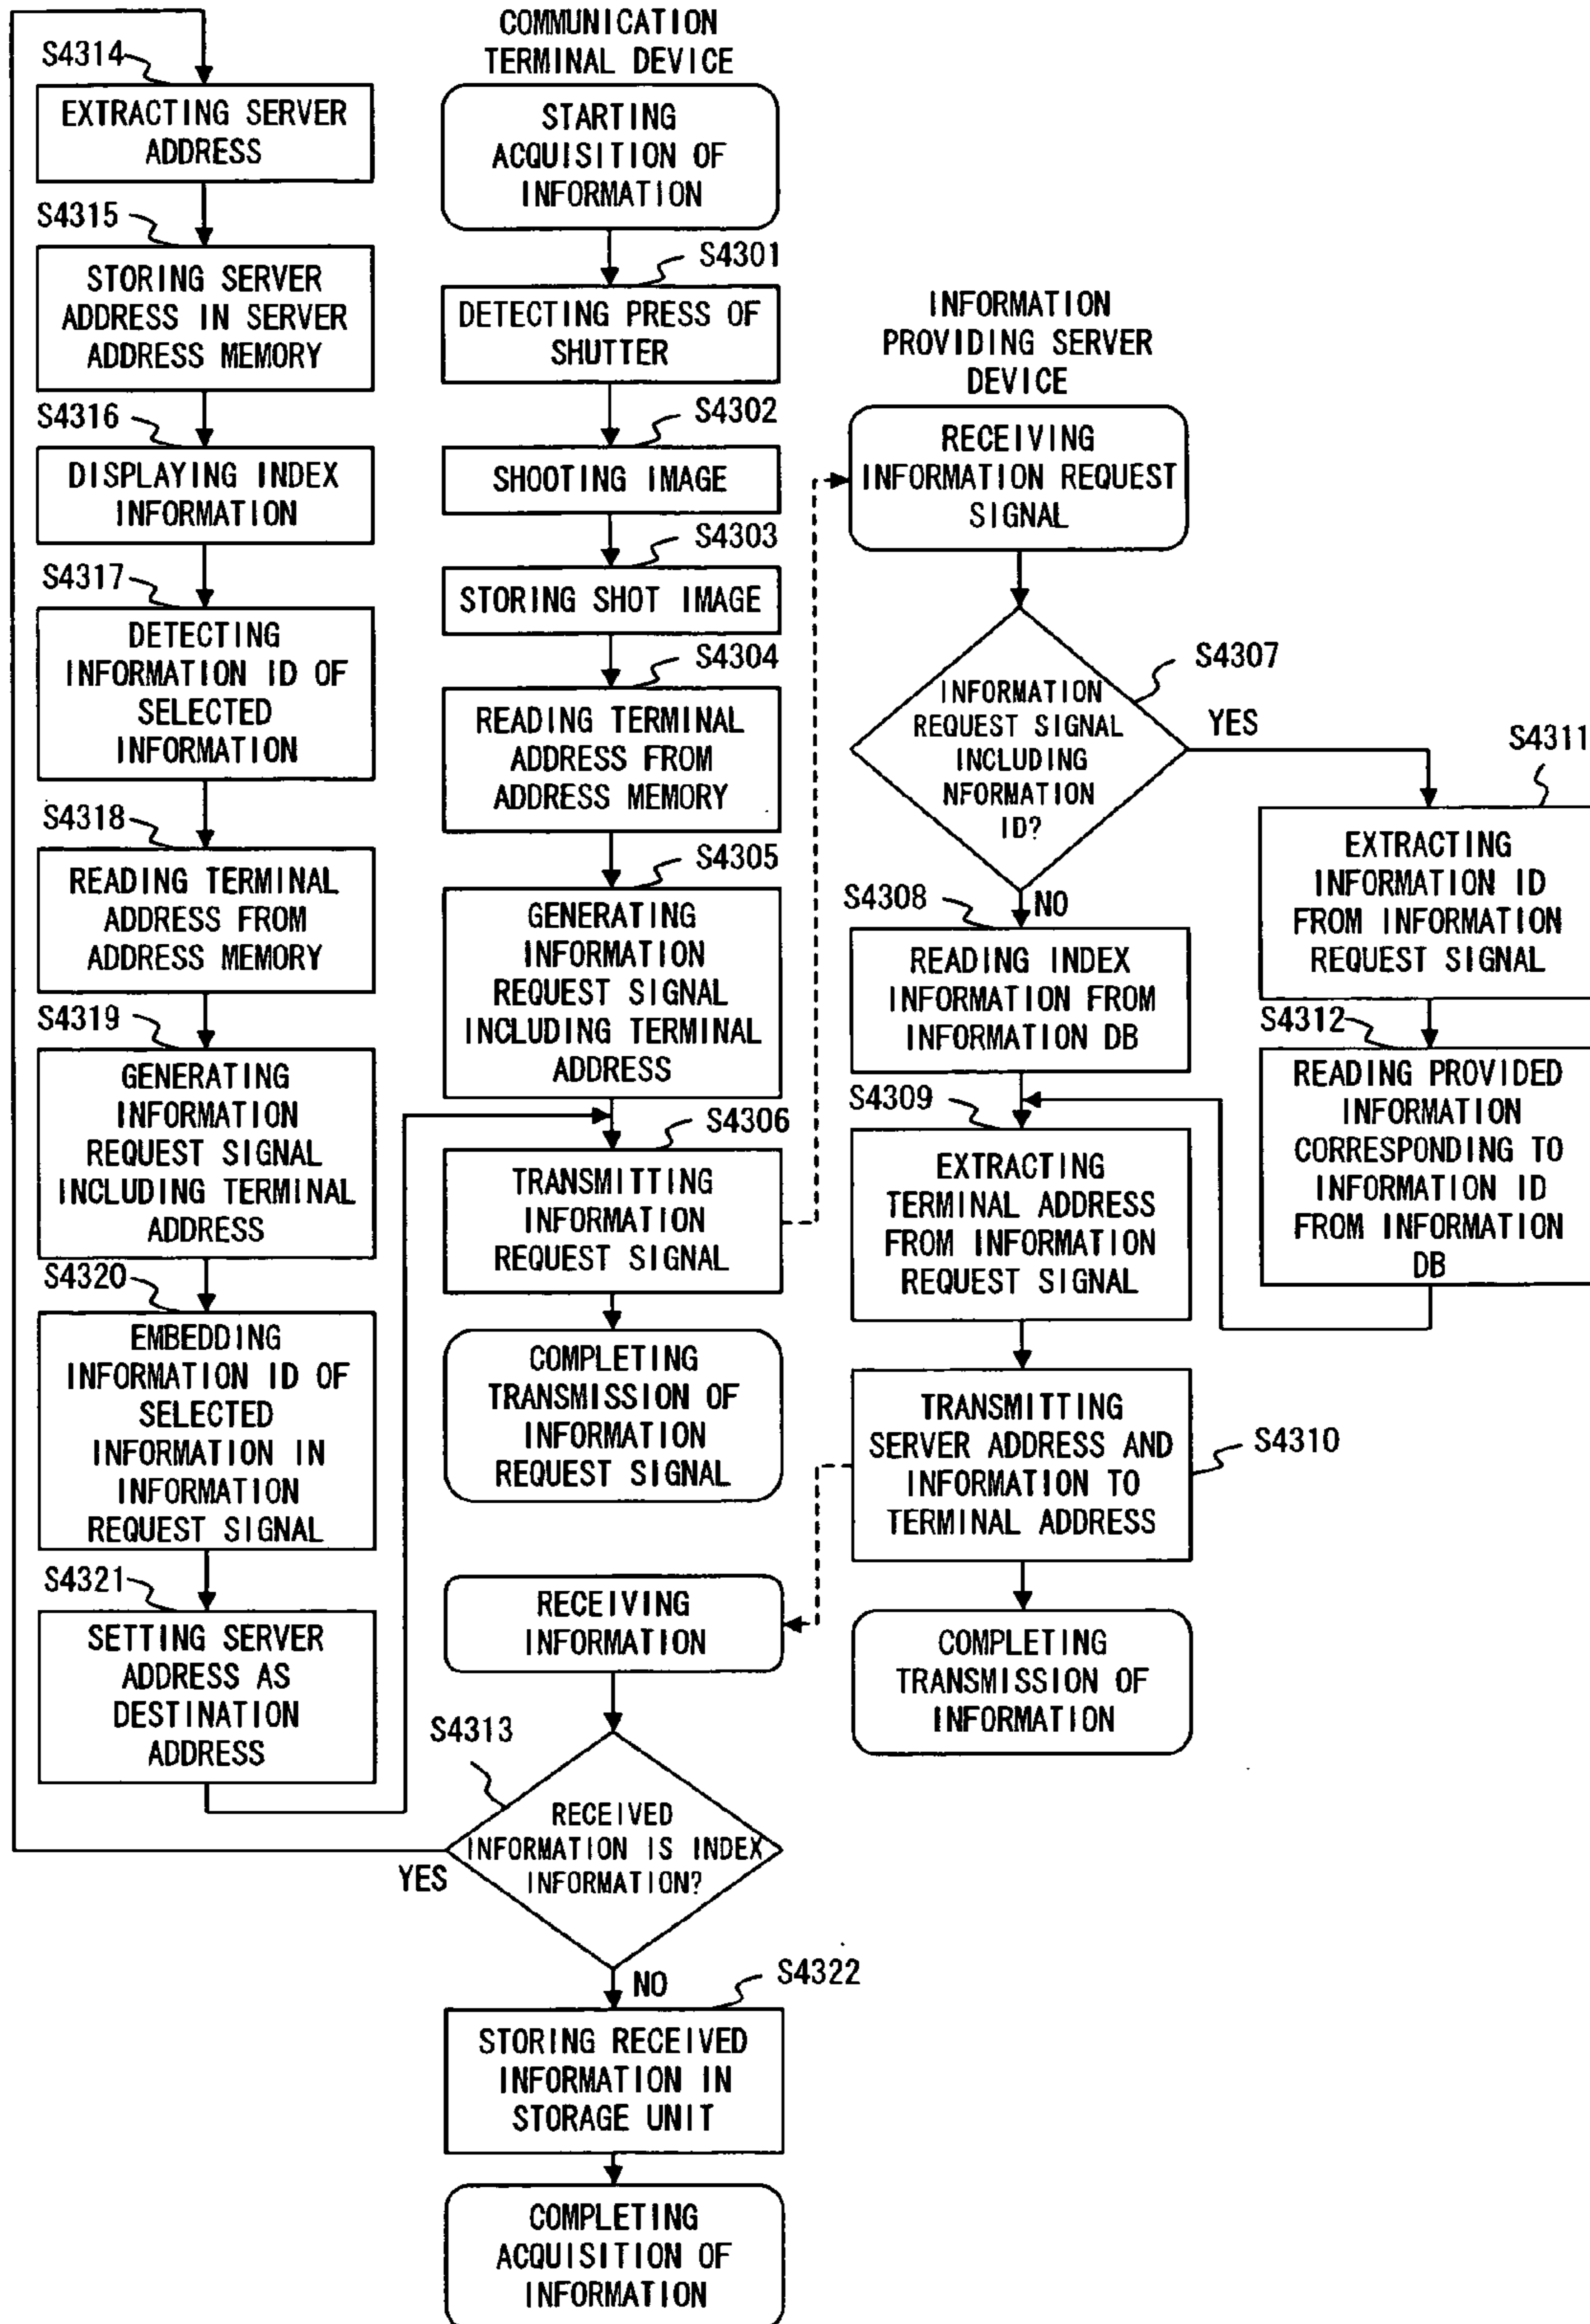 S4314
EXTRACTING SERVER
ADDRESS
S4315
STORING SERVER
ADDRESS IN SERVER
ADDRESS MEMORY
S4316
DISPLAYING INDEX
INFORMATION
S4317
DETECTING
INFORMATION ID OF
SELECTED
INFORMATION
S4318
READING TERMINAL
ADDRESS FROM
ADDRESS MEMORY
S4319
GENERATING
INFORMATION
REQUEST SIGNAL
INCLUDING TERMINAL
ADDRESS
S4320
EMBEDDING
INFORMATION ID OF
SELECTED
INFORMATION IN
INFORMATION
REQUEST SIGNAL
S4321
SETTING SERVER
ADDRESS AS
DESTINATION
ADDRESS
COMMUNICATION
TERMINAL DEVICE
STARTING
ACQUISITION OF
INFORMATION
S4301
DETECTING PRESS OF
SHUTTER
S4302
SHOOTING IMAGE
S4303
STORING SHOT IMAGE
S4304
READING TERMINAL
ADDRESS FROM
ADDRESS MEMORY
S4305
GENERATING
INFORMATION
REQUEST SIGNAL
INCLUDING TERMINAL
ADDRESS
S4306
TRANSMITTING
INFORMATION
REQUEST SIGNAL
COMPLETING
TRANSMISSION OF
INFORMATION
REQUEST SIGNAL
RECEIVING
INFORMATION
S4313
RECEIVED
INFORMATION IS INDEX
INFORMATION?
YES
NO
S4322
STORING RECEIVED
INFORMATION IN
STORAGE UNIT
COMPLETING
ACQUISITION OF
INFORMATION
INFORMATION
PROVIDING SERVER
DEVICE
RECEIVING
INFORMATION REQUEST
SIGNAL
S4307
INFORMATION
REQUEST SIGNAL
INCLUDING
NFORMATION
ID?
YES
NO
S4308
READING INDEX
INFORMATION FROM
INFORMATION DB
S4309
EXTRACTING
TERMINAL ADDRESS
FROM INFORMATION
REQUEST SIGNAL
S4310
TRANSMITTING
SERVER ADDRESS AND
INFORMATION TO
TERMINAL ADDRESS
COMPLETING
TRANSMISSION OF
INFORMATION
S4311
EXTRACTING
INFORMATION ID
FROM INFORMATION
REQUEST SIGNAL
S4312
READING PROVIDED
INFORMATION
CORRESPONDING TO
INFORMATION ID
FROM INFORMATION
DB